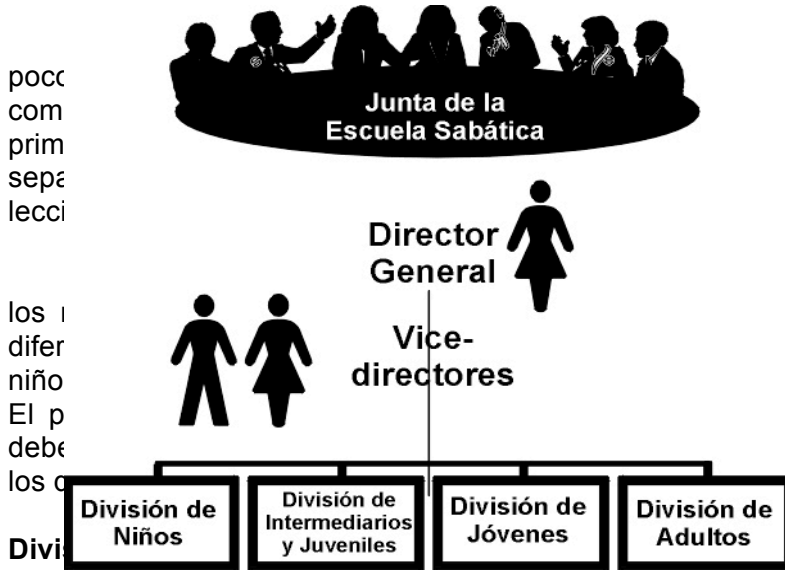 poco
com
prim
sepa
lecci
los
difer
niño
El p
debe
los
Divi
Junta de la
Escuela Sabática
Director
General
Vice-
directores
División de
Niños
División de
Intermediarios
y Juveniles
División de
Jóvenes
División de
Adultos